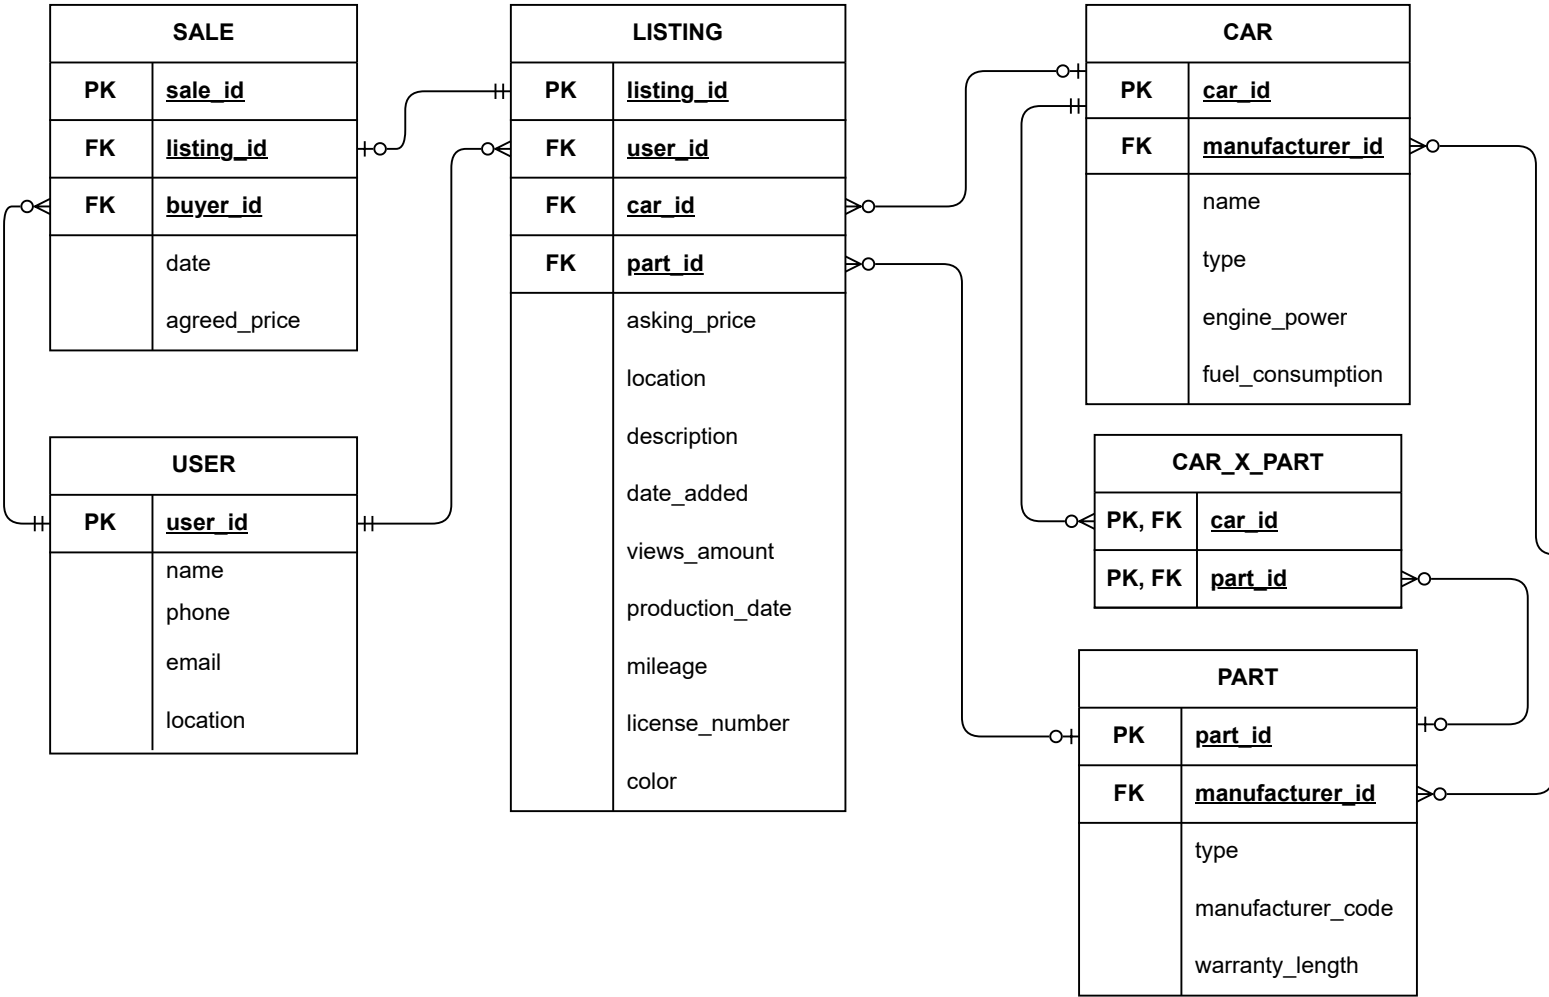 SALE
PK sale_id
FK listing_id
FK buyer_id
date
agreed_price
USER
PK user_id
name
phone
email
location
LISTING
PK listing_id
FK user_id
FK car_id
FK part_id
asking_price
location
description
date_added
views_amount
production_date
mileage
license_number
color
CAR
PK car_id
FK manufacturer_id
name
type
engine_power
fuel_consumption
CAR_X_PART
PK, FK car_id
PK, FK part_id
PART
PK part_id
FK manufacturer_id
type
manufacturer_code
warranty_length